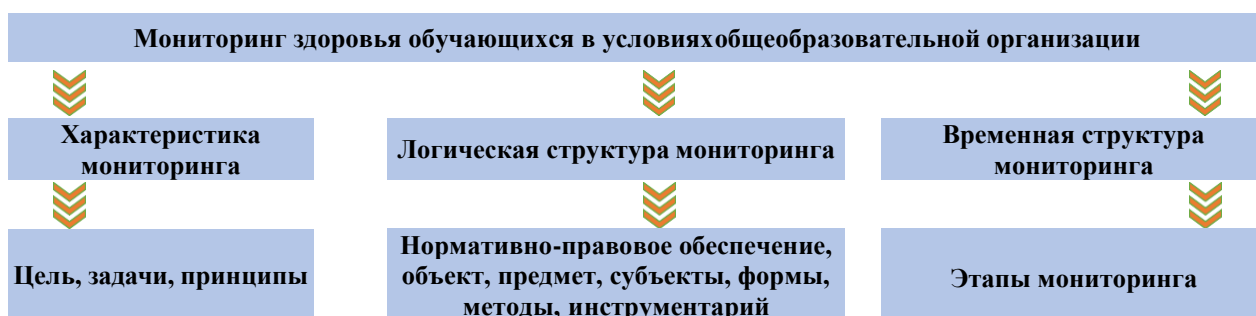 Мониторинг здоровья обучающихся в условияхобщеобразовательной организации
Характеристика
мониторинга
Логическая структура мониторинга
Временная структура
мониторинга
Цель, задачи, принципы
Нормативно-правовое обеспечение,
объект, предмет, субъекты, формы,
методы, инструментарий
Этапы мониторинга